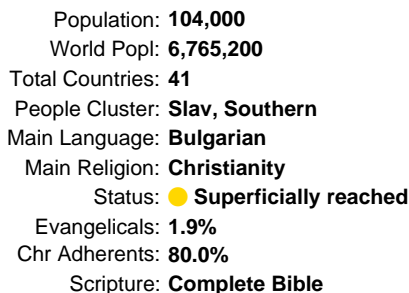 Population: 104,000
World Popl: 6,765,200
Total Countries: 41
People Cluster: Slav, Southern
Main Language: Bulgarian
Main Religion: Christianity
Status: Superficially reached
Evangelicals: 1.9%
Chr Adherents: 80.0%
Scripture: Complete Bible